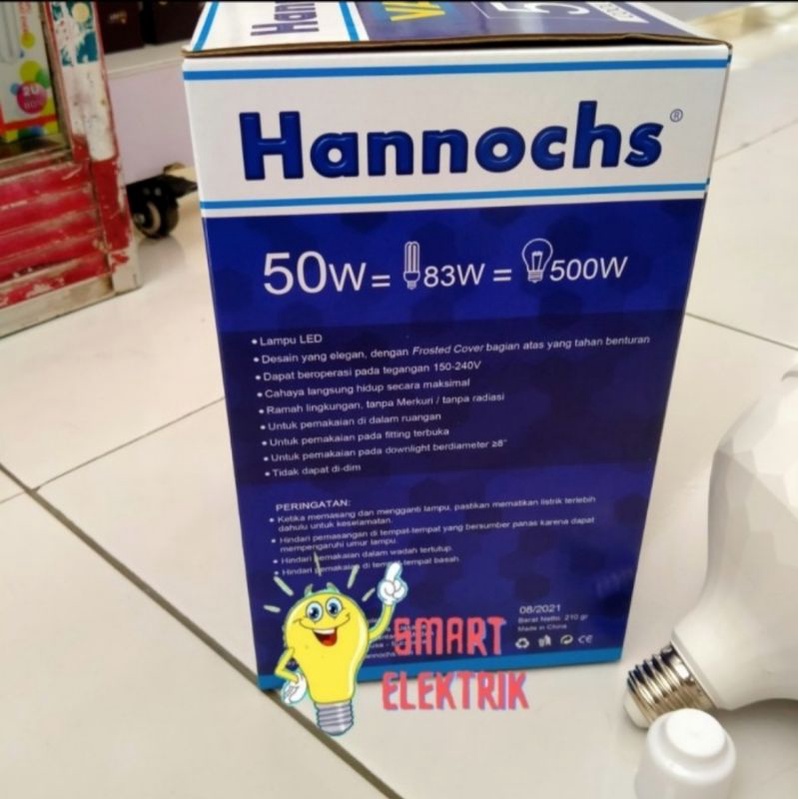 Hannochs
Hannochs®
50W = 83W = 500W
• Lampu LED
• Desain yang elegan, dengan Frosted Cover bagian atas yang tahan benturan
• Dapat beroperasi pada tegangan 150-240V
• Cahaya langsung hidup secara maksimal
• Ramah lingkungan, tanpa Merkuri / tanpa radiasi
• Untuk pemakaian di dalam ruangan
• Untuk pemakaian pada fitting terbuka
• Untuk pemakaian pada downlight berdiameter ≥8"
• Tidak dapat di-dim
PERINGATAN:
• Ketika memasang dan mengganti lampu, pastikan mematikan listrik terlebih
dahulu untuk keselamatan.
• Hindari pemasangan di tempat-tempat yang bersumber panas karena dapat
mempengaruhi umur lampu.
• Hindari pemakaian dalam wadah tertutup.
• Hindari pemakaian di tempat-tempat basah.
08/2021
Berat Netto: 210 gr
Made in China
CE
SMART
ELEKTRIK
2U